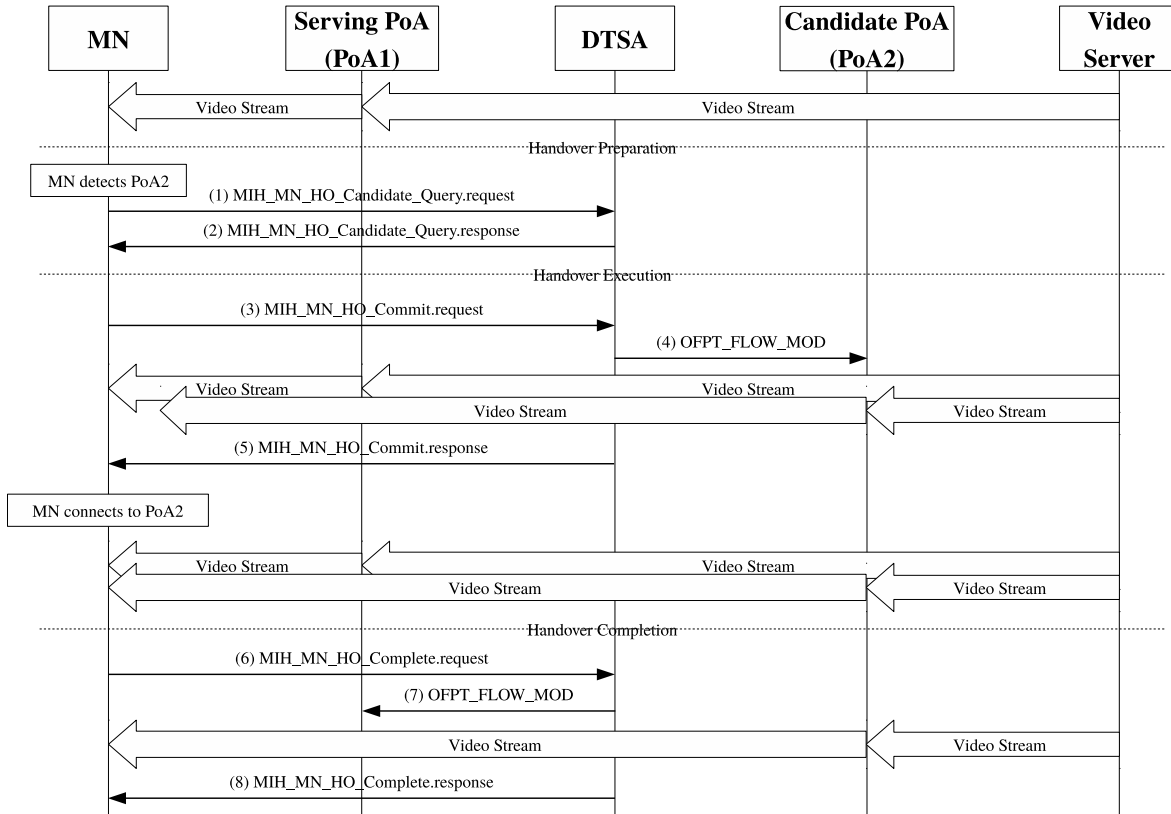 MN
Serving PoA
(PoA1)
DTSA
Candidate PoA
(PoA2)
Video
Server
Video Stream
Video Stream
Handover Preparation
MN detects PoA2
(1) MIH_MN_HO_Candidate_Query.request
(2) MIH_MN_HO_Candidate_Query.response
Handover Execution
(3) MIH_MN_HO_Commit.request
(4) OFPT_FLOW_MOD
Video Stream
Video Stream
Video Stream
Video Stream
(5) MIH_MN_HO_Commit.response
MN connects to PoA2
Video Stream
Video Stream
Video Stream
Video Stream
Handover Completion
(6) MIH_MN_HO_Complete.request
(7) OFPT_FLOW_MOD
Video Stream
Video Stream
(8) MIH_MN_HO_Complete.response